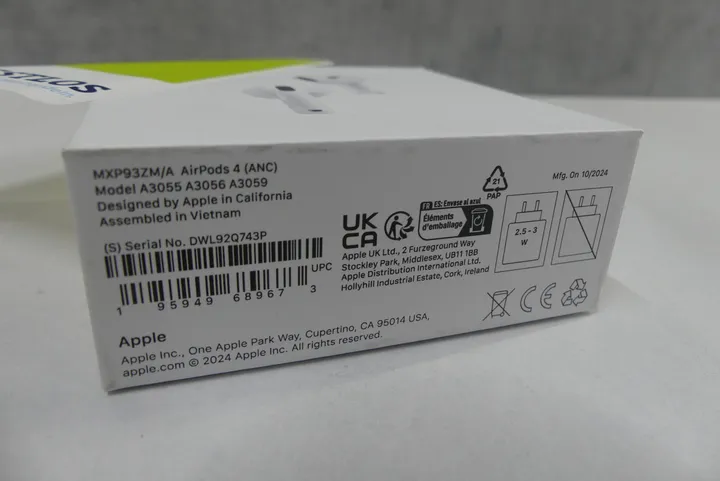 SOTLES
MXP93ZM/A AirPods 4 (ANC)
Model A3055 A3056 A3059
Designed by Apple in California
Assembled in Vietnam
(S) Serial No. DWL92Q743P
UPC
1 95949 68967 3
Apple
Apple Inc., One Apple Park Way, Cupertino, CA 95014 USA,
apple.com © 2024 Apple Inc. All rights reserved.
UK
CA
FR; ES: Envase al azul
Éléments
d'emballage
21
PAP
Apple UK Ltd., 2 Furzeground Way
Stockley Park, Middlesex, UB11 1BB
Apple Distribution International Ltd.
Hollyhill Industrial Estate, Cork, Ireland
Mfg. On 10/2024
2.5 - 3
W
CE